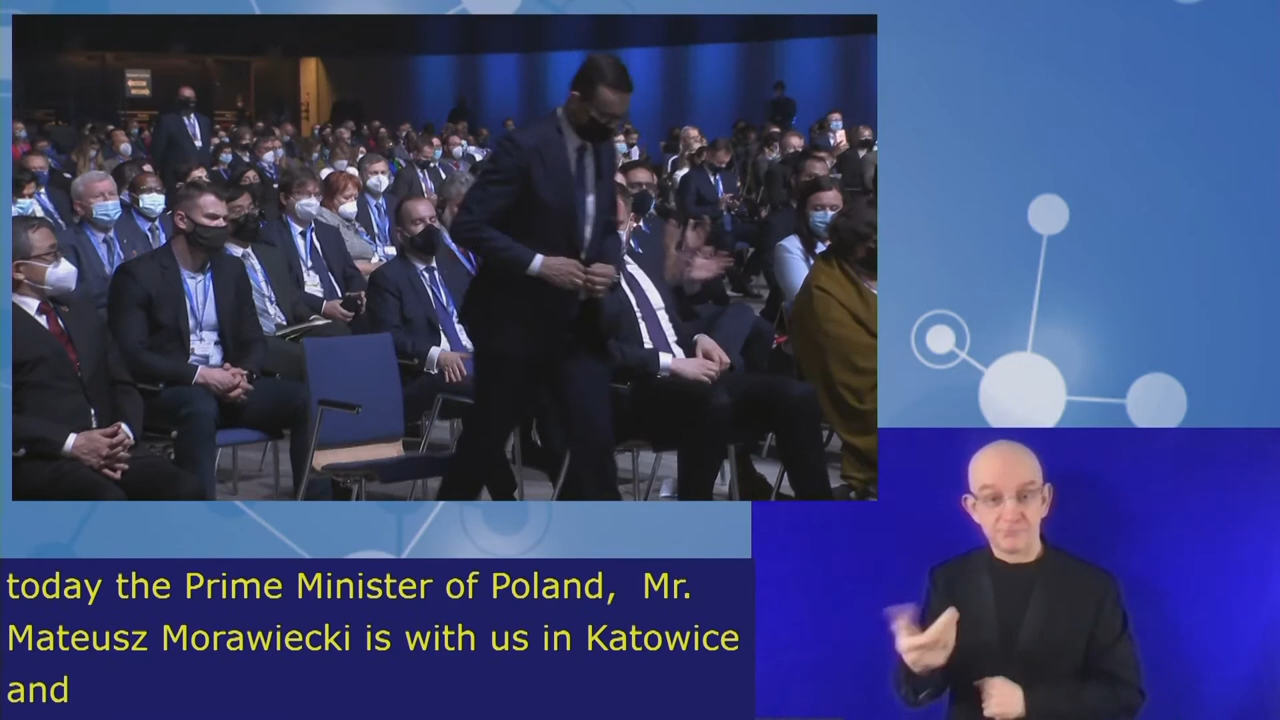 today the Prime Minister of Poland,  Mr.
Mateusz Morawiecki is with us in Katowice
and